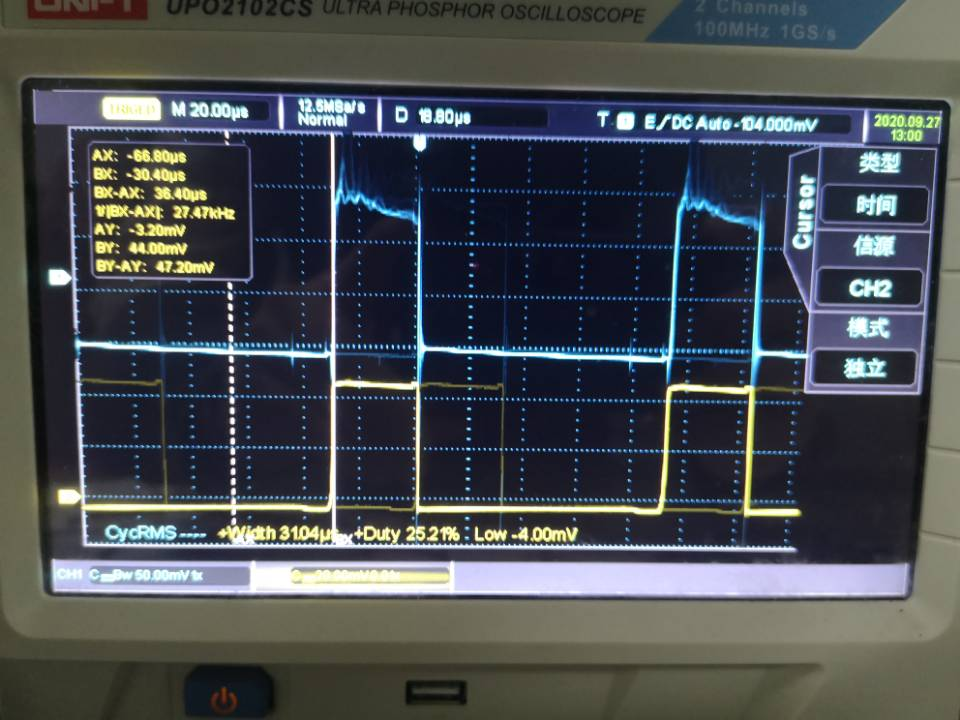 UNI-T
UPO2102CS ULTRA PHOSPHOR OSCILLOSCOPE
2 Channels
100MHz 1GS/s
TRIGED M 20.00μs
12.5MSa/s
Normal
D 18.80μs
T 1 E/DC Auto -104.000mV
2020.09.27
13:00
AX: -66.80μs
BX: -30.40μs
BX-AX: 36.40μs
1/|BX-AX|: 27.47kHz
AY: -3.20mV
BY: 44.00mV
BY-AY: 47.20mV
Cursor
类型
时间
信源
CH2
模式
独立
CycRMS ---- +Width 31.04μs +Duty 25.21% Low -4.00mV
CH1 Bw 50.00mV 1x